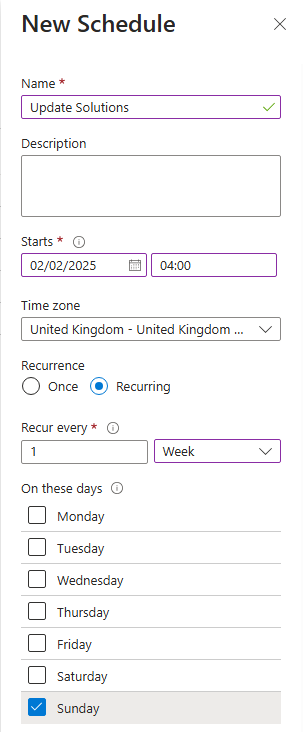 New Schedule
Name *
Update Solutions
Description
Starts *
02/02/2025 04:00
Time zone
United Kingdom - United Kingdom ...
Recurrence
Once Recurring
Recur every *
1 Week
On these days
Monday
Tuesday
Wednesday
Thursday
Friday
Saturday
Sunday